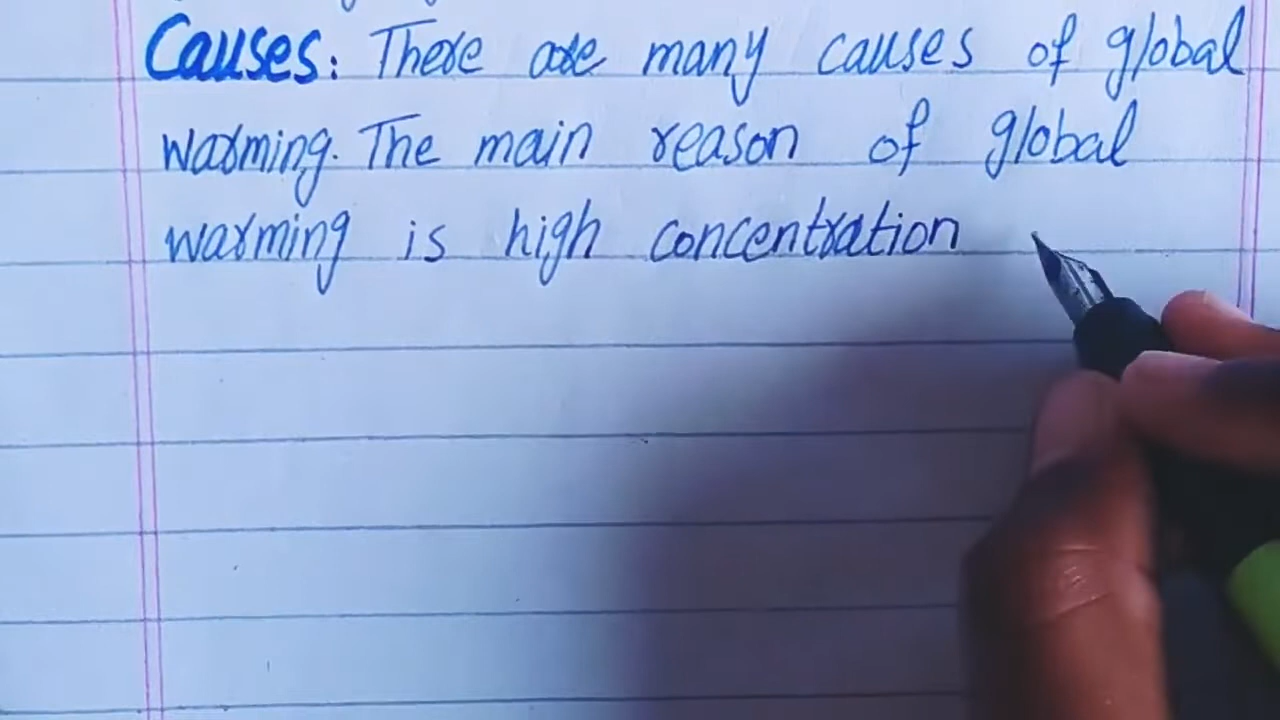 Causes: There are many causes of global
warming. The main reason of global
warming is high concentration